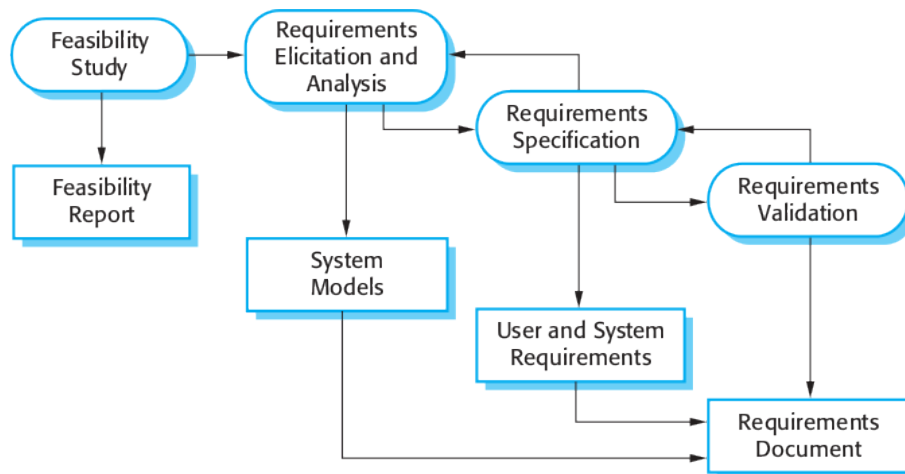 Feasibility
Study
Requirements
Elicitation and
Analysis
Requirements
Specification
Requirements
Validation
Feasibility
Report
System
Models
User and System
Requirements
Requirements
Document